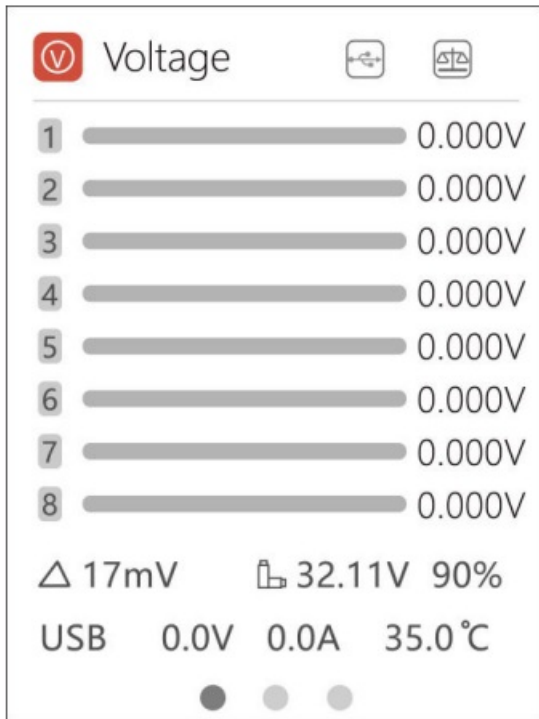 V Voltage
1 0.000V
2 0.000V
3 0.000V
4 0.000V
5 0.000V
6 0.000V
7 0.000V
8 0.000V
△ 17mV 32.11V 90%
USB 0.0V 0.0A 35.0℃